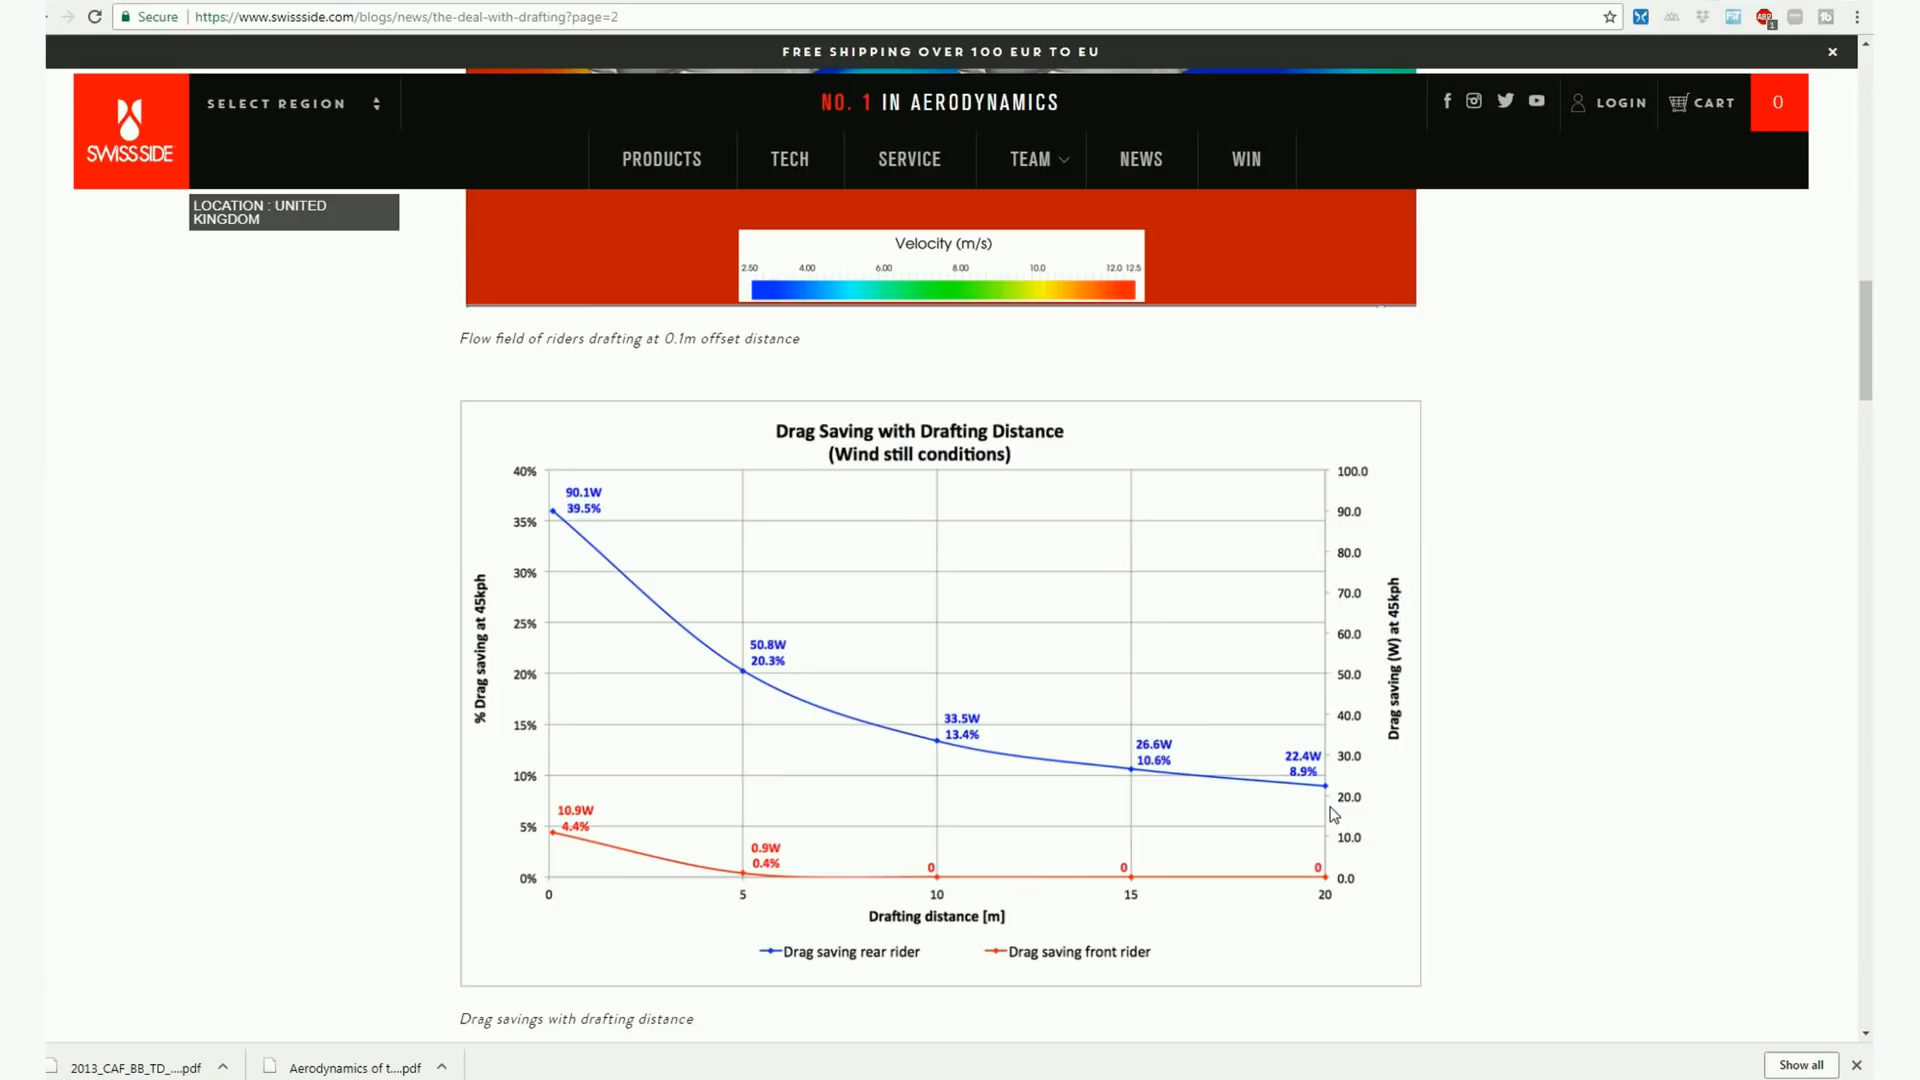 Secure
https://www.swissside.com/blogs/news/the-deal-with-drafting?page=2
FREE SHIPPING OVER 100 EUR TO EU
SELECT REGION
NO. 1 IN AERODYNAMICS
LOGIN
CART
0
SWISS SIDE
PRODUCTS
TECH
SERVICE
TEAM
NEWS
WIN
LOCATION : UNITED
KINGDOM
Velocity (m/s)
2.50 4.00 6.00 8.00 10.0 12.0 12.5
Flow field of riders drafting at 0.1m offset distance
Drag Saving with Drafting Distance
(Wind still conditions)
40%
35%
30%
25%
20%
15%
10%
5%
0%
% Drag saving at 45kph
100.0
90.0
80.0
70.0
60.0
50.0
40.0
30.0
20.0
10.0
0.0
Drag saving (W) at 45kph
90.1W
39.5%
50.8W
20.3%
33.5W
13.4%
26.6W
10.6%
22.4W
8.9%
10.9W
4.4%
0.9W
0.4%
0
0
0
0 5 10 15 20
Drafting distance [m]
Drag saving rear rider
Drag saving front rider
Drag savings with drafting distance
2013_CAF_BB_TD_....pdf
Aerodynamics of t....pdf
Show all